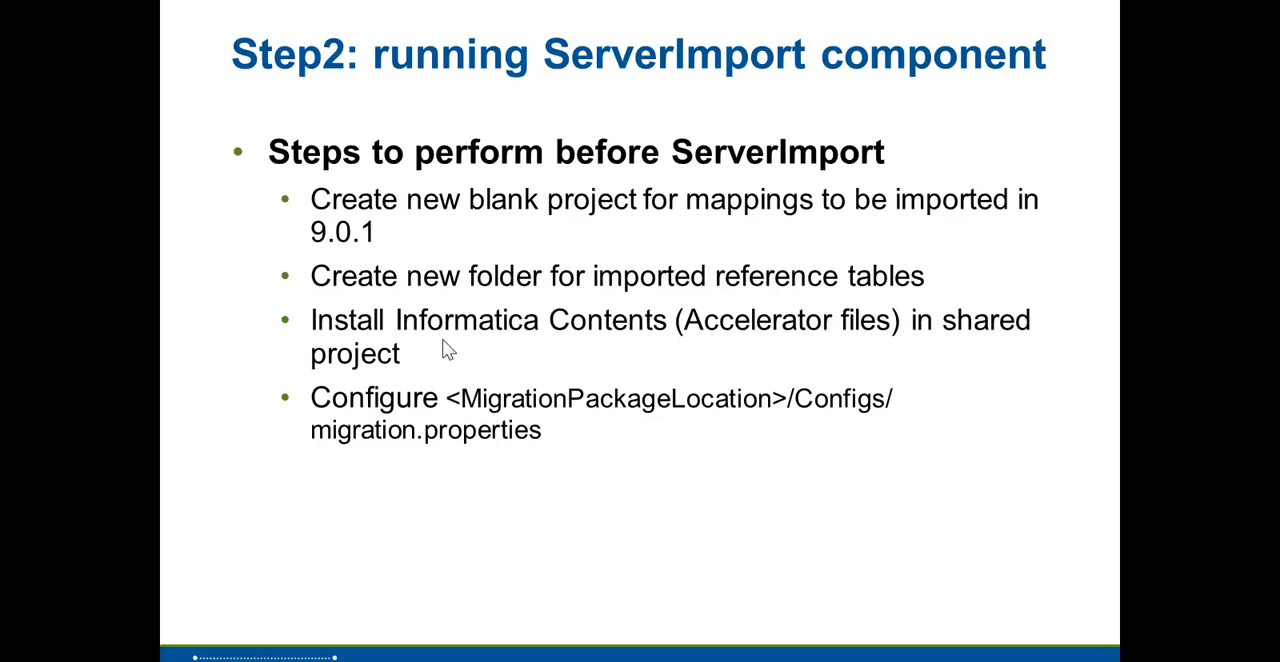 Step2: running ServerImport component
• Steps to perform before ServerImport
• Create new blank project for mappings to be imported in
9.0.1
• Create new folder for imported reference tables
• Install Informatica Contents (Accelerator files) in shared
project
• Configure <MigrationPackageLocation>/Configs/
migration.properties